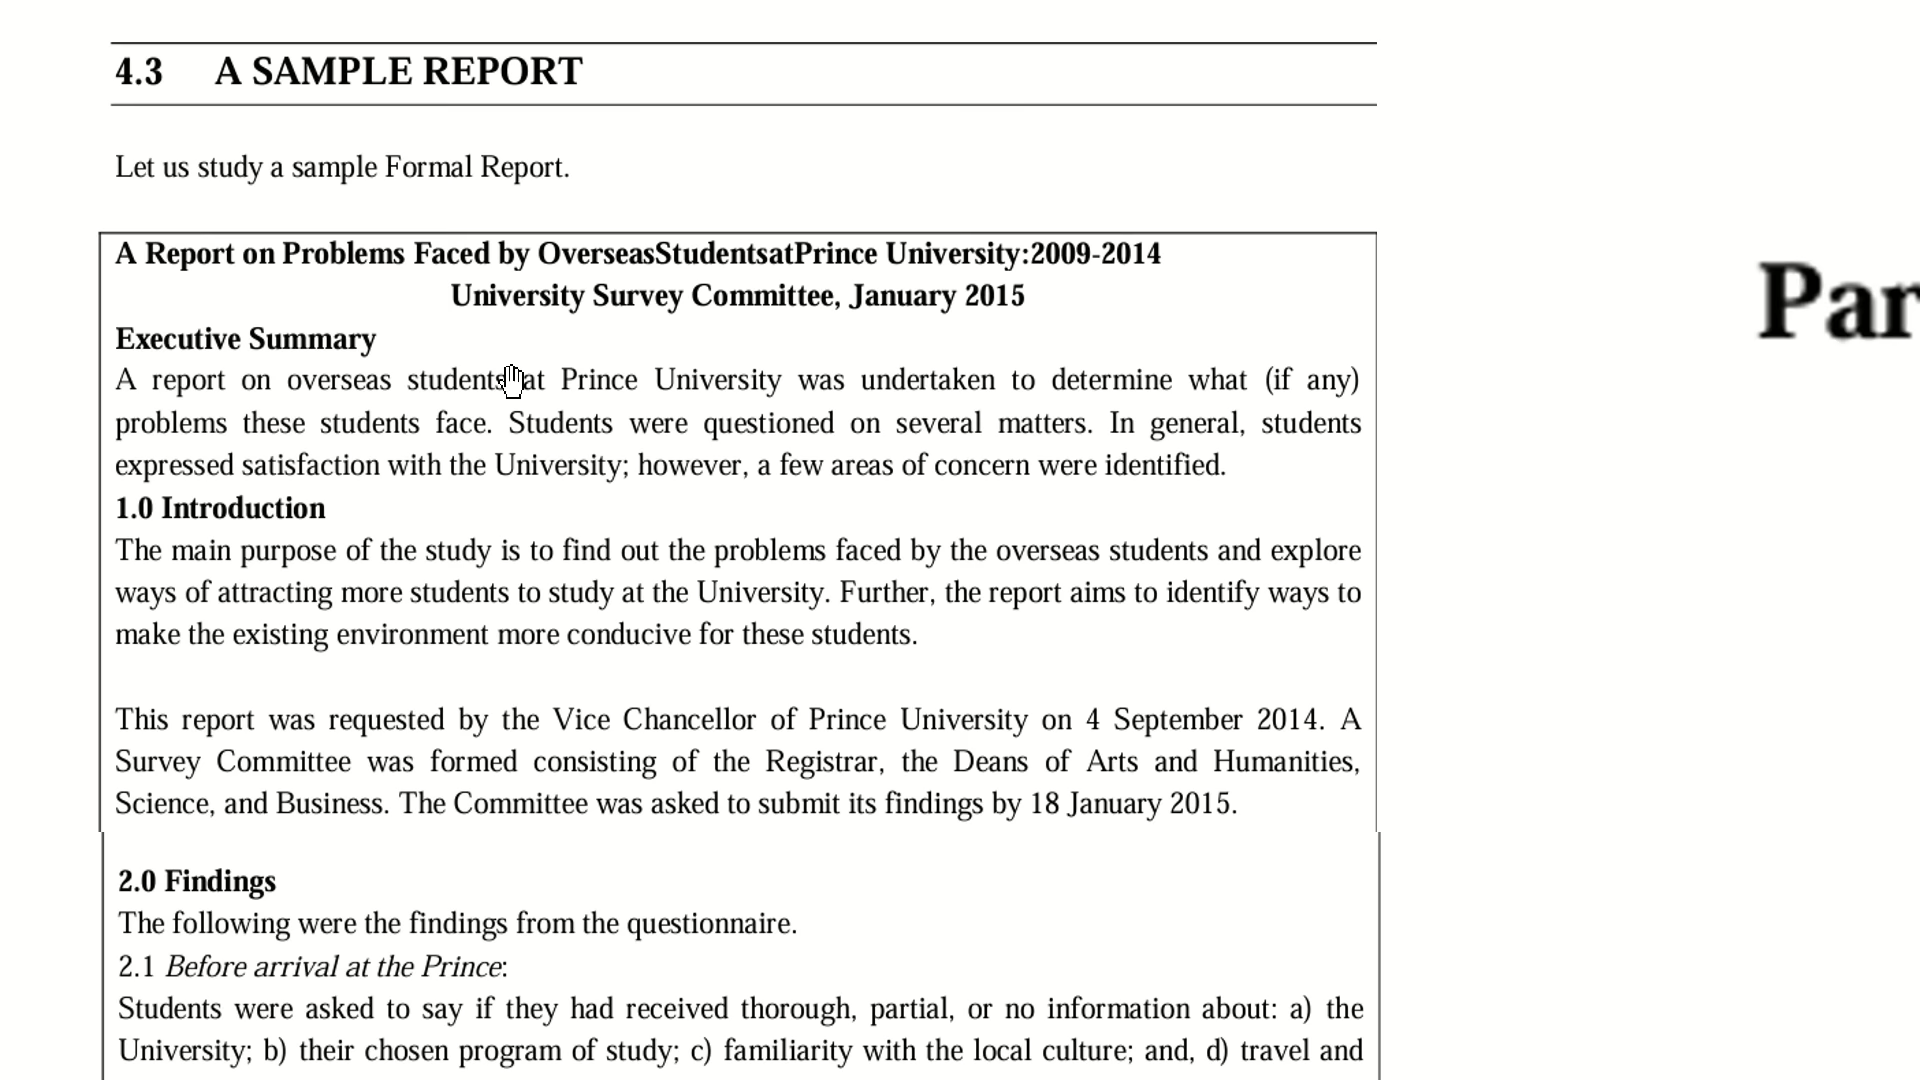 4.3 A SAMPLE REPORT
Let us study a sample Formal Report.
A Report on Problems Faced by OverseasStudentsatPrince University:2009-2014
University Survey Committee, January 2015
Executive Summary
A report on overseas students at Prince University was undertaken to determine what (if any)
problems these students face. Students were questioned on several matters. In general, students
expressed satisfaction with the University; however, a few areas of concern were identified.
1.0 Introduction
The main purpose of the study is to find out the problems faced by the overseas students and explore
ways of attracting more students to study at the University. Further, the report aims to identify ways to
make the existing environment more conducive for these students.
This report was requested by the Vice Chancellor of Prince University on 4 September 2014. A
Survey Committee was formed consisting of the Registrar, the Deans of Arts and Humanities,
Science, and Business. The Committee was asked to submit its findings by 18 January 2015.
2.0 Findings
The following were the findings from the questionnaire.
2.1 Before arrival at the Prince:
Students were asked to say if they had received thorough, partial, or no information about: a) the
University; b) their chosen program of study; c) familiarity with the local culture; and, d) travel and
Par